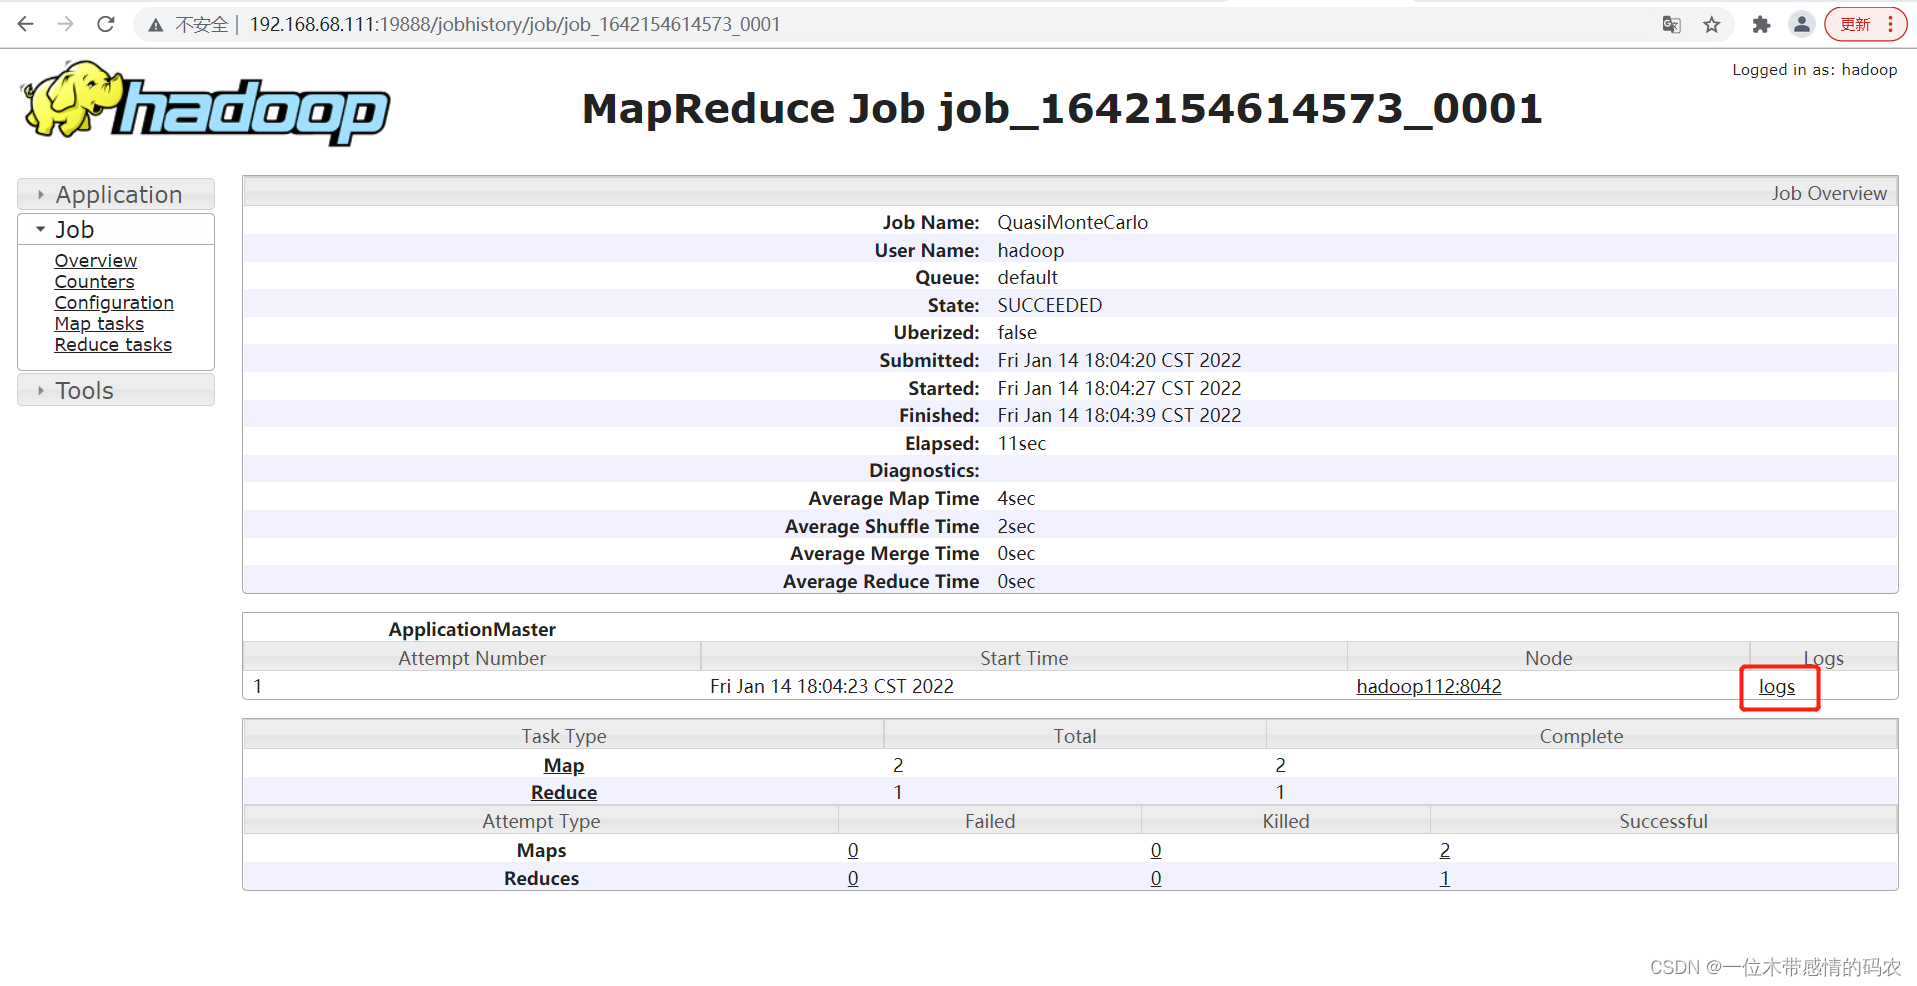 不安全 | 192.168.68.111:19888/jobhistory/job/job_1642154614573_0001
更新
Logged in as: hadoop
hadoop
MapReduce Job job_1642154614573_0001
Application
Job
Overview
Counters
Configuration
Map tasks
Reduce tasks
Tools
Job Overview
Job Name: QuasiMonteCarlo
User Name: hadoop
Queue: default
State: SUCCEEDED
Uberized: false
Submitted: Fri Jan 14 18:04:20 CST 2022
Started: Fri Jan 14 18:04:27 CST 2022
Finished: Fri Jan 14 18:04:39 CST 2022
Elapsed: 11sec
Diagnostics:
Average Map Time 4sec
Average Shuffle Time 2sec
Average Merge Time 0sec
Average Reduce Time 0sec
ApplicationMaster
Attempt Number Start Time Node Logs
1 Fri Jan 14 18:04:23 CST 2022 hadoop112:8042 logs
Task Type Total Complete
Map 2 2
Reduce 1 1
Attempt Type Failed Killed Successful
Maps 0 0 2
Reduces 0 0 1
CSDN @一位木带感情的码农